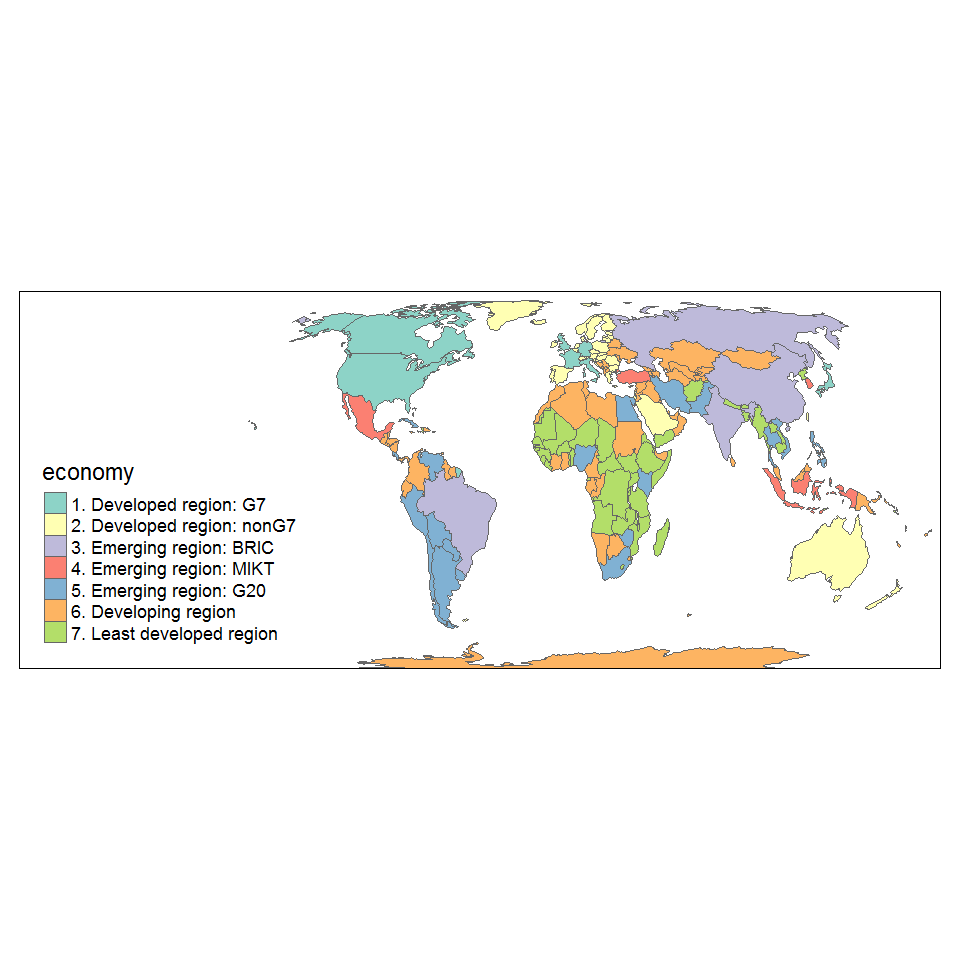 economy
1. Developed region: G7
2. Developed region: nonG7
3. Emerging region: BRIC
4. Emerging region: MIKT
5. Emerging region: G20
6. Developing region
7. Least developed region